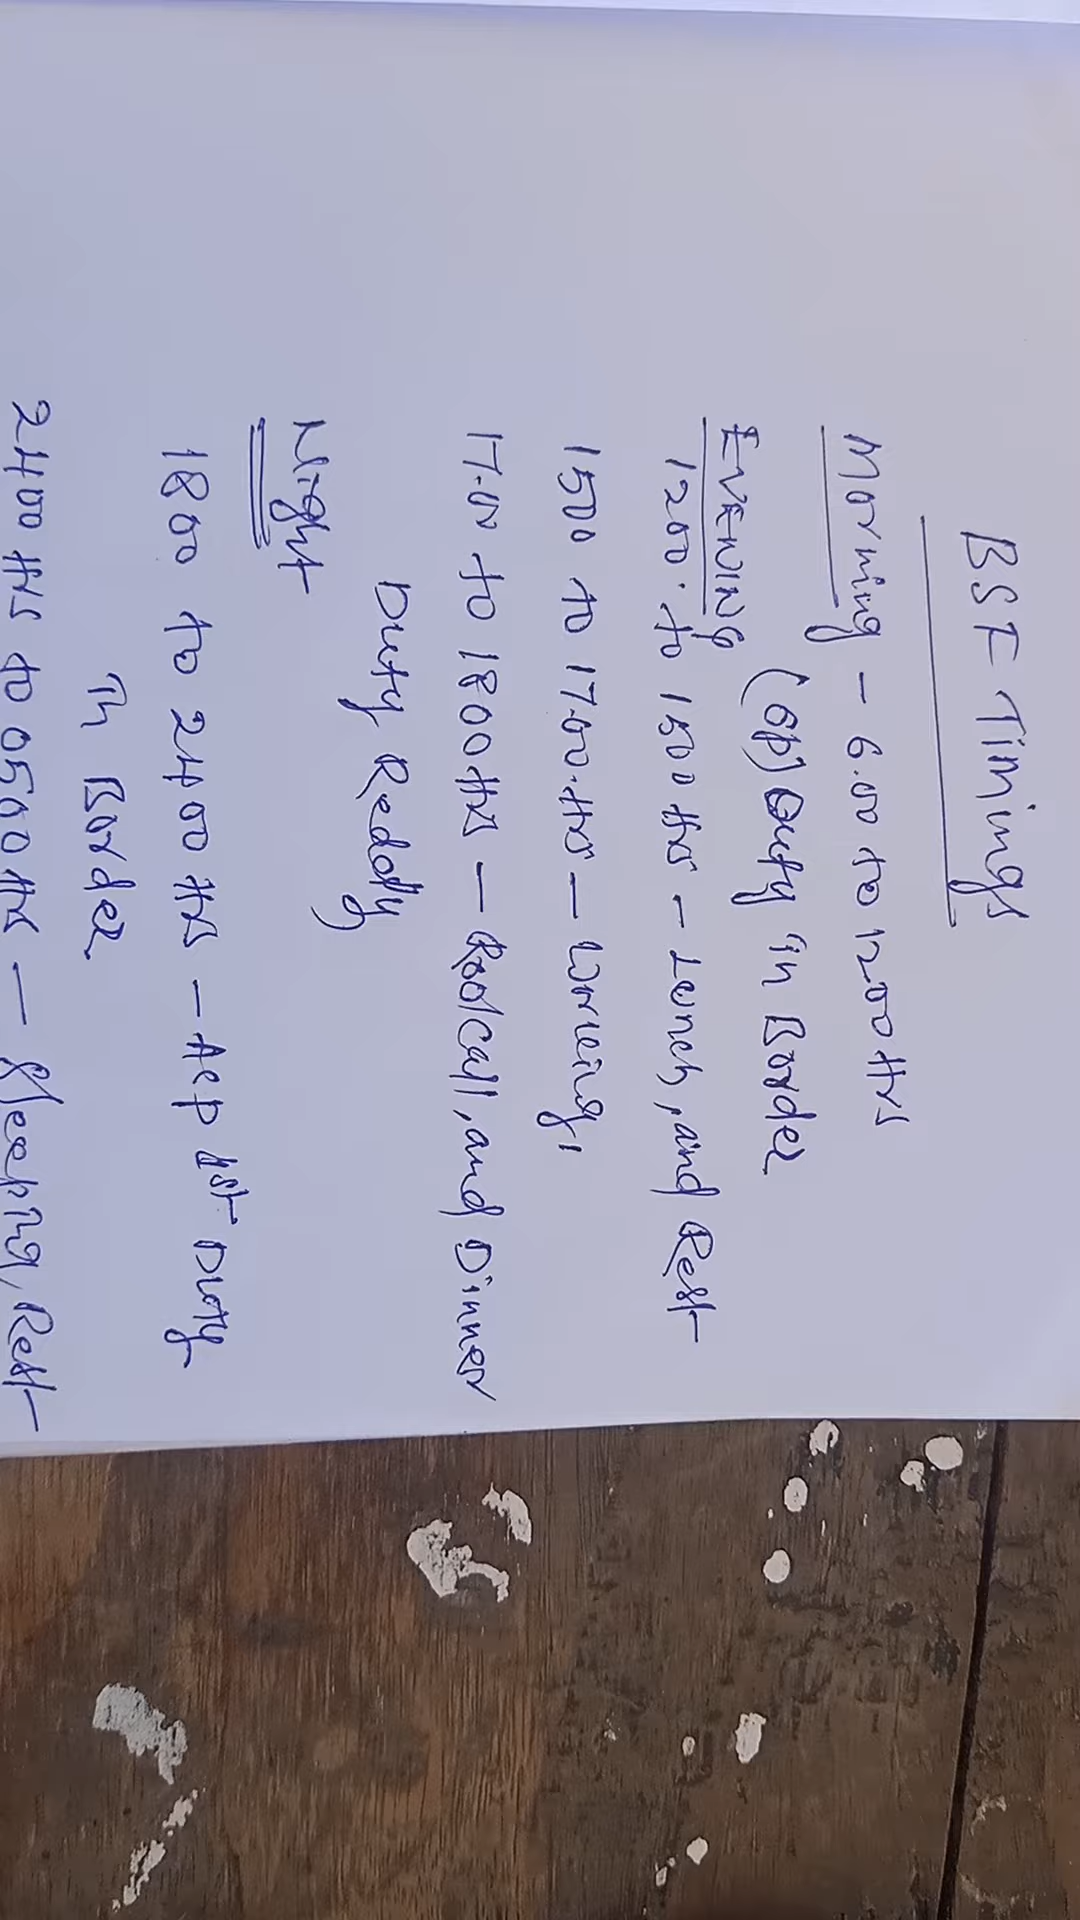 BSF Timings
Morning - 6.00 to 1200 Hrs
(OP) Duty in Border
EVENING
1200. to 1500 Hrs - Lunch, and Rest
1500 to 17.00. Hrs - Working,
17.00 to 1800 Hrs - Rootcall, and Dinner
Duty Readdy
Night
1800 to 2400 Hrs - Acp 1st Duty
In Border
2400 Hrs to 0500 Hrs - Sleeping, Rest